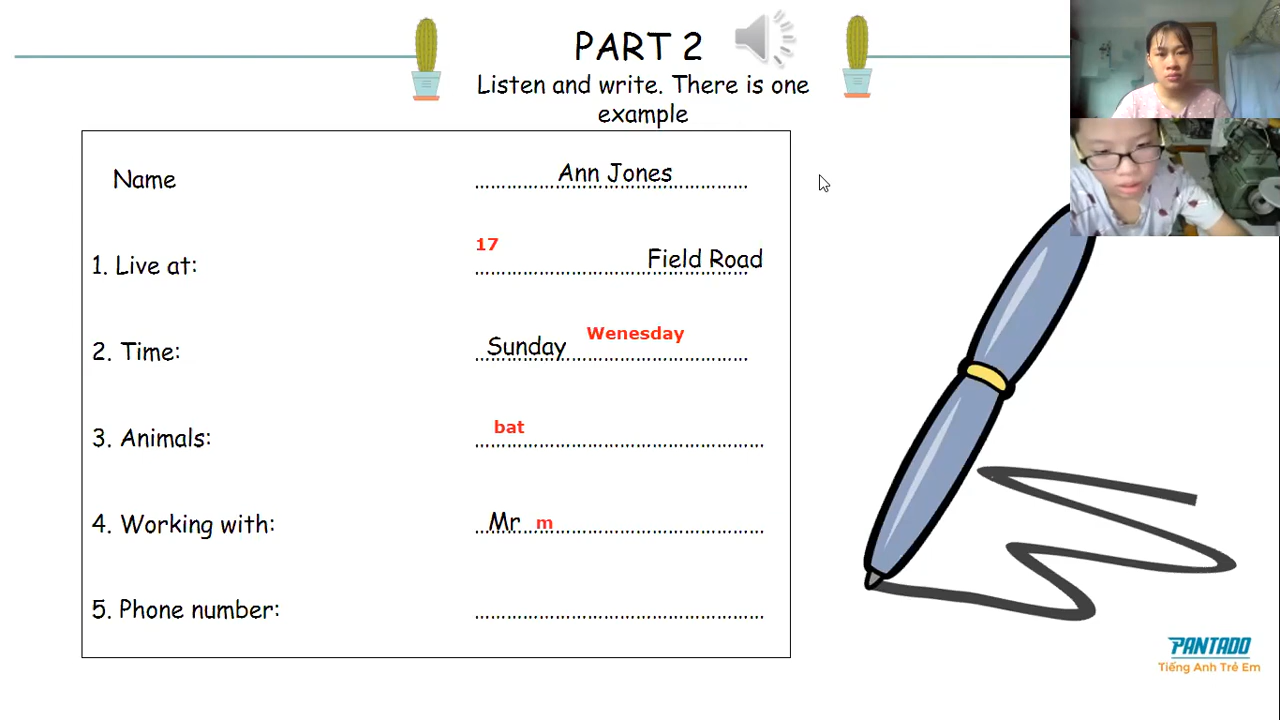 PART 2
Listen and write. There is one
example
Name Ann Jones
1. Live at: 17 Field Road
2. Time: Sunday Wenesday
3. Animals: bat
4. Working with: Mr m
5. Phone number:
PANTADO
Tiếng Anh Trẻ Em